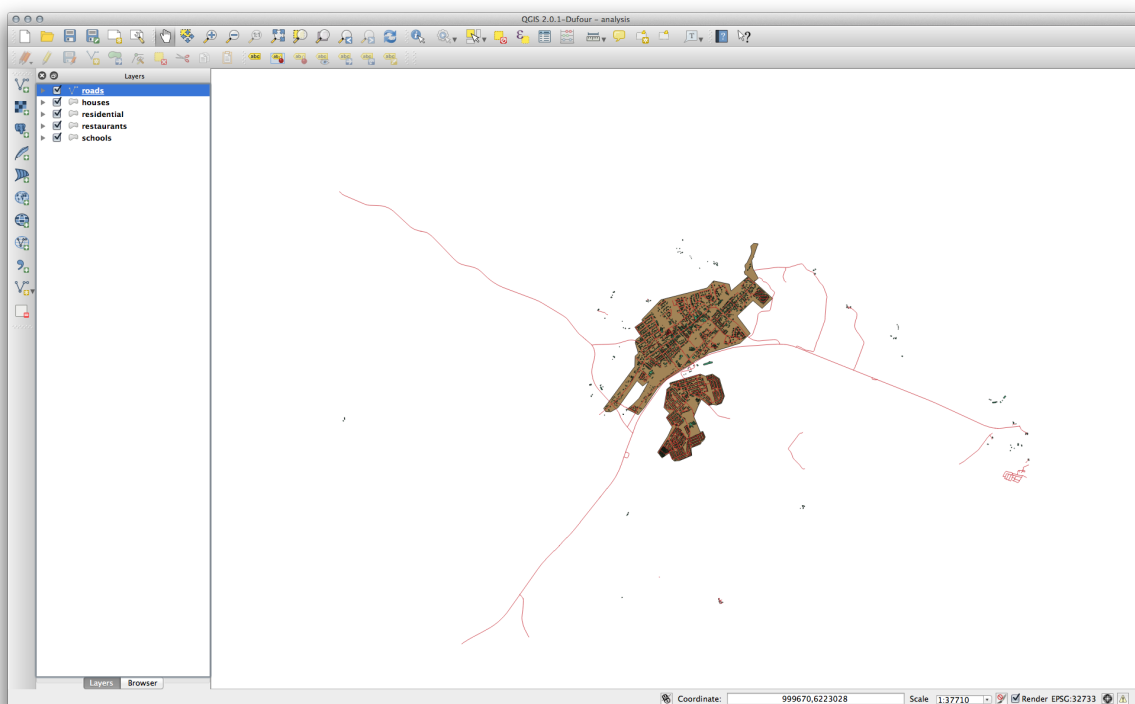 QGIS 2.0.1-Dufour - analysis
Layers
roads
houses
residential
restaurants
schools
Layers Browser
Coordinate: 999670,6223028 Scale 1:37710 Render EPSG:32733